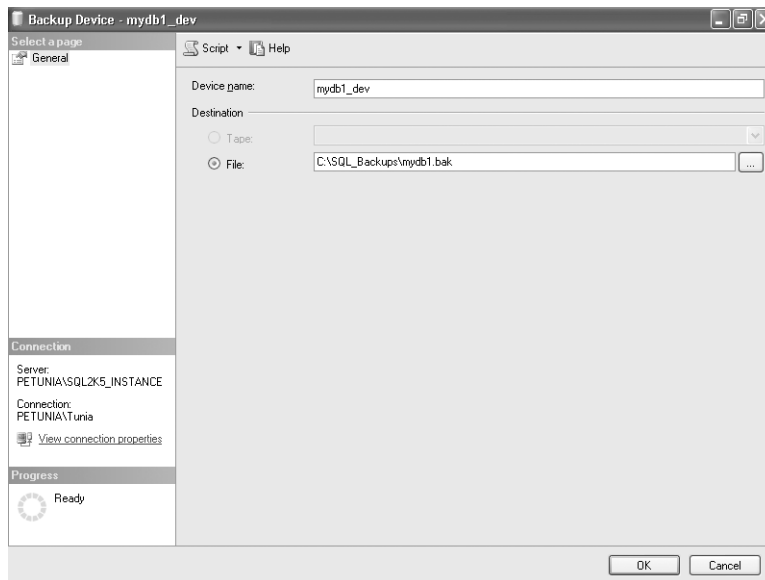 Backup Device - mydb1_dev
Select a page
General
Script Help
Device name: mydb1_dev
Destination
Tape:
File: C:\SQL_Backups\mydb1.bak ...
Connection
Server:
PETUNIA\SQL2K5_INSTANCE
Connection:
PETUNIA\Tunia
View connection properties
Progress
Ready
OK Cancel